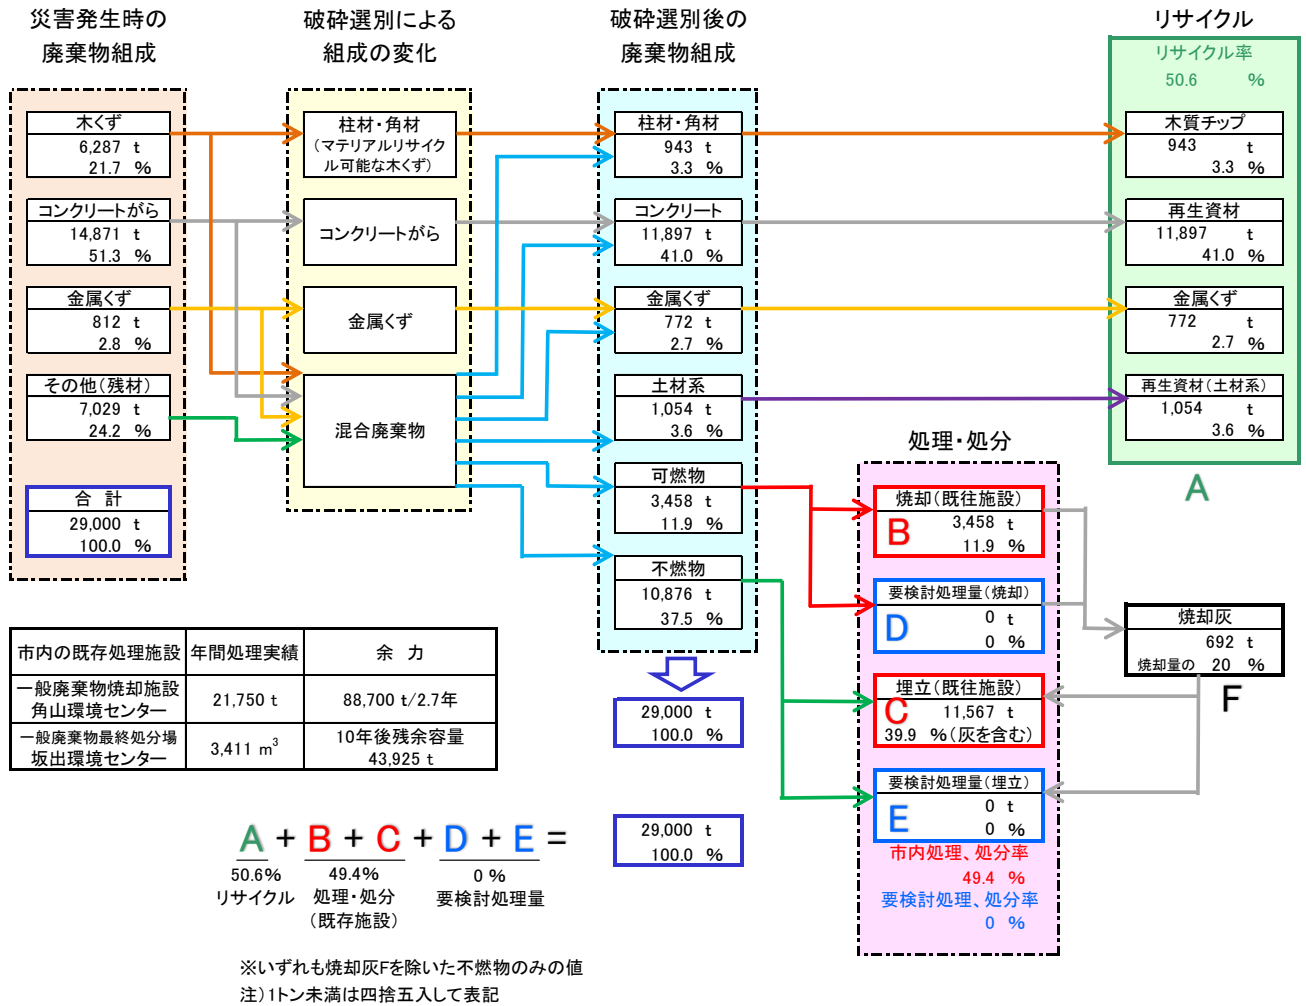 災害発生時の
廃棄物組成
破砕選別による
組成の変化
破砕選別後の
廃棄物組成
リサイクル
リサイクル率
50.6 %
木くず
6,287 t
21.7 %
コンクリートがら
14,871 t
51.3 %
金属くず
812 t
2.8 %
その他(残材)
7,029 t
24.2 %
合 計
29,000 t
100.0 %
柱材・角材
(マテリアルリサイク
ル可能な木くず)
コンクリートがら
金属くず
混合廃棄物
柱材・角材
943 t
3.3 %
コンクリート
11,897 t
41.0 %
金属くず
772 t
2.7 %
土材系
1,054 t
3.6 %
可燃物
3,458 t
11.9 %
不燃物
10,876 t
37.5 %
29,000 t
100.0 %
29,000 t
100.0 %
木質チップ
943 t
3.3 %
再生資材
11,897 t
41.0 %
金属くず
772 t
2.7 %
再生資材(土材系)
1,054 t
3.6 %
A
処理・処分
焼却(既往施設)
B
3,458 t
11.9 %
要検討処理量(焼却)
D
0 t
0 %
埋立(既往施設)
C
11,567 t
39.9 %(灰を含む)
要検討処理量(埋立)
E
0 t
0 %
市内処理、処分率
49.4 %
要検討処理、処分率
0 %
焼却灰
692 t
焼却量の 20 %
F
市内の既存処理施設 年間処理実績 余 力
一般廃棄物焼却施設
角山環境センター
21,750 t
88,700 t/2.7年
一般廃棄物最終処分場
坂出環境センター
3,411 m³
10年後残余容量
43,925 t
A + B + C + D + E =
50.6% 49.4% 0 %
リサイクル 処理・処分 要検討処理量
(既存施設)
※いずれも焼却灰Fを除いた不燃物のみの値
注)1トン未満は四捨五入して表記